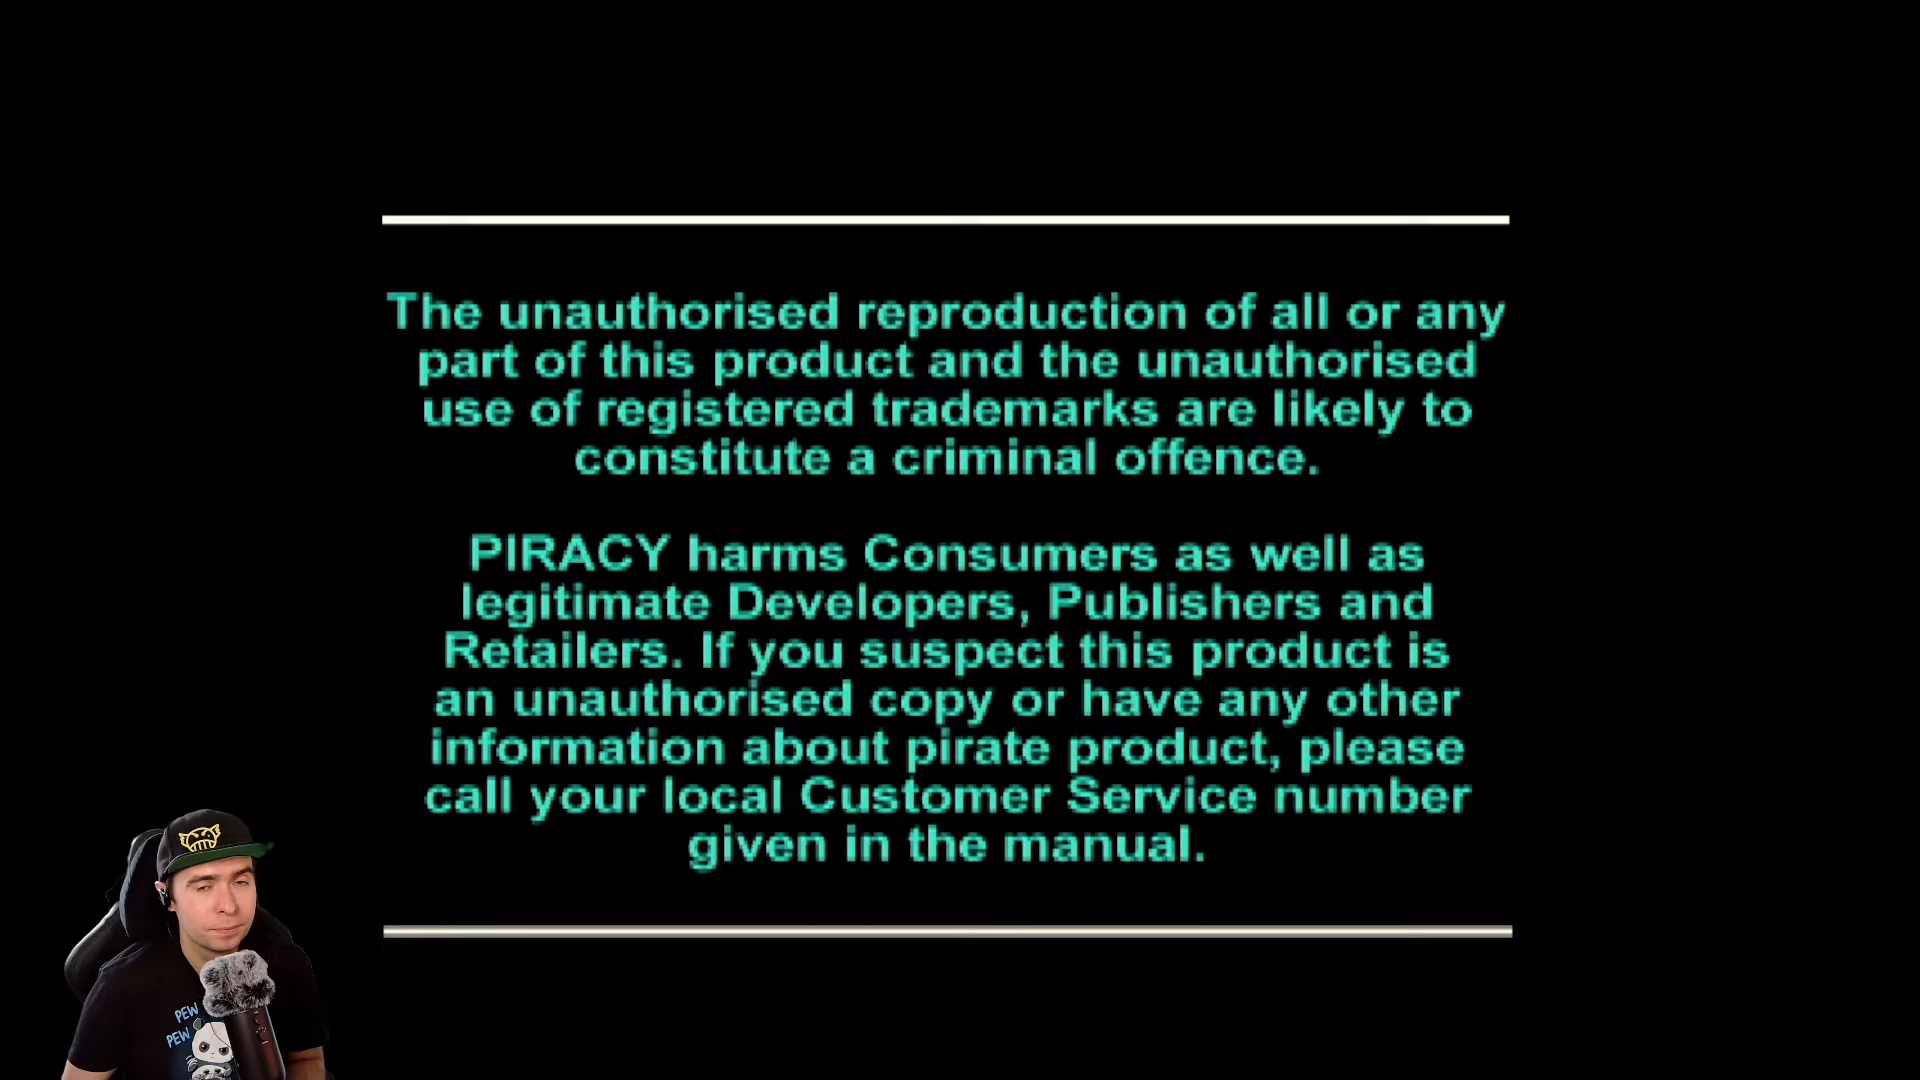 The unauthorised reproduction of all or any
part of this product and the unauthorised
use of registered trademarks are likely to
constitute a criminal offence.
PIRACY harms Consumers as well as
legitimate Developers, Publishers and
Retailers. If you suspect this product is
an unauthorised copy or have any other
information about pirate product, please
call your local Customer Service number
given in the manual.
PEW
PEW